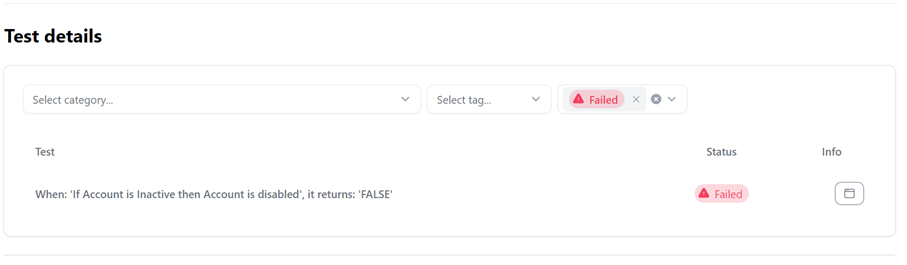 Test details
Select category...
Select tag...
Failed
Test Status Info
When: 'If Account is Inactive then Account is disabled', it returns: 'FALSE' Failed